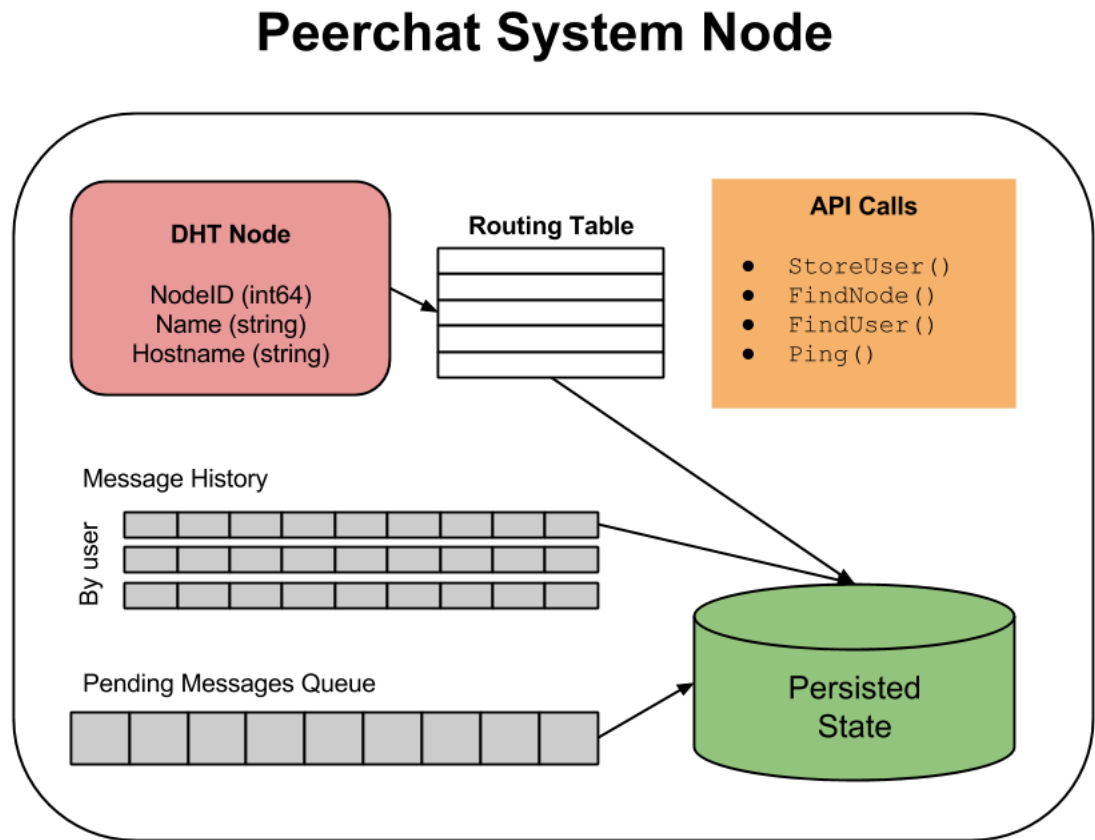 Peerchat System Node
DHT Node
NodeID (int64)
Name (string)
Hostname (string)
Routing Table
API Calls
● StoreUser()
● FindNode()
● FindUser()
● Ping()
Message History
By user
Pending Messages Queue
Persisted
State